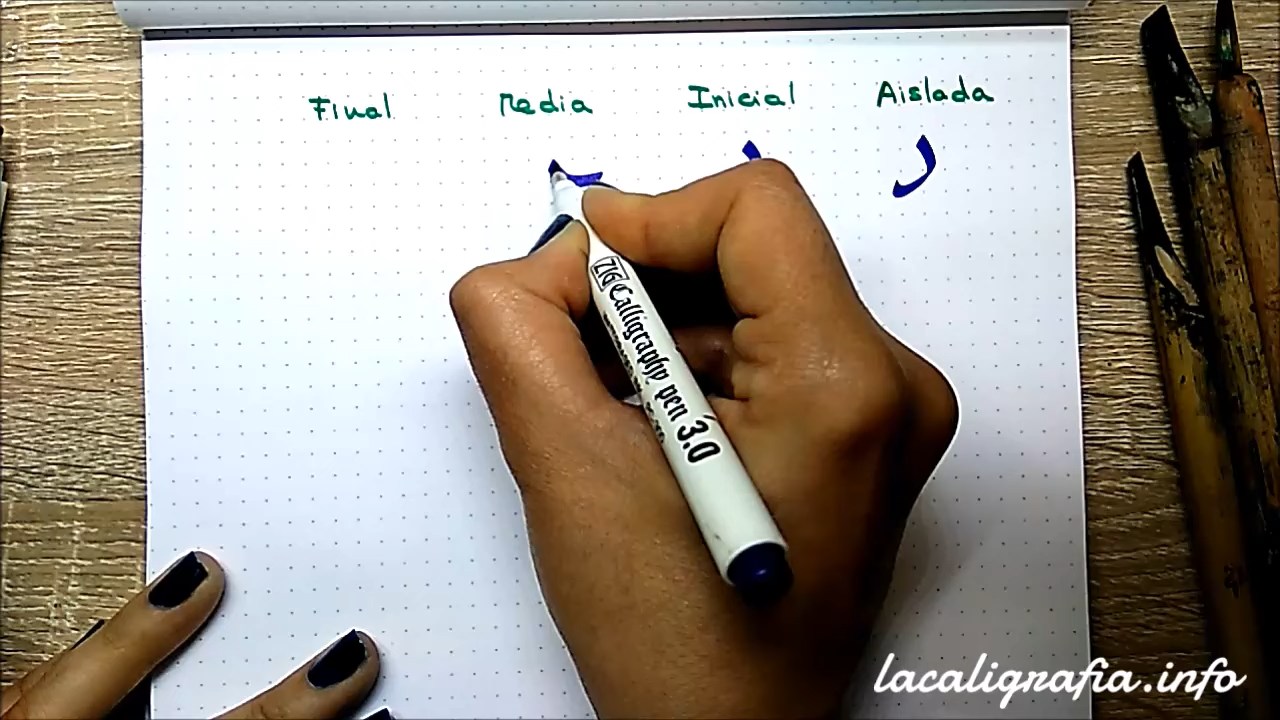 Final Media Inicial Aislada
ر
ZIG Calligraphy pen 3.0
lacaligrafia.info